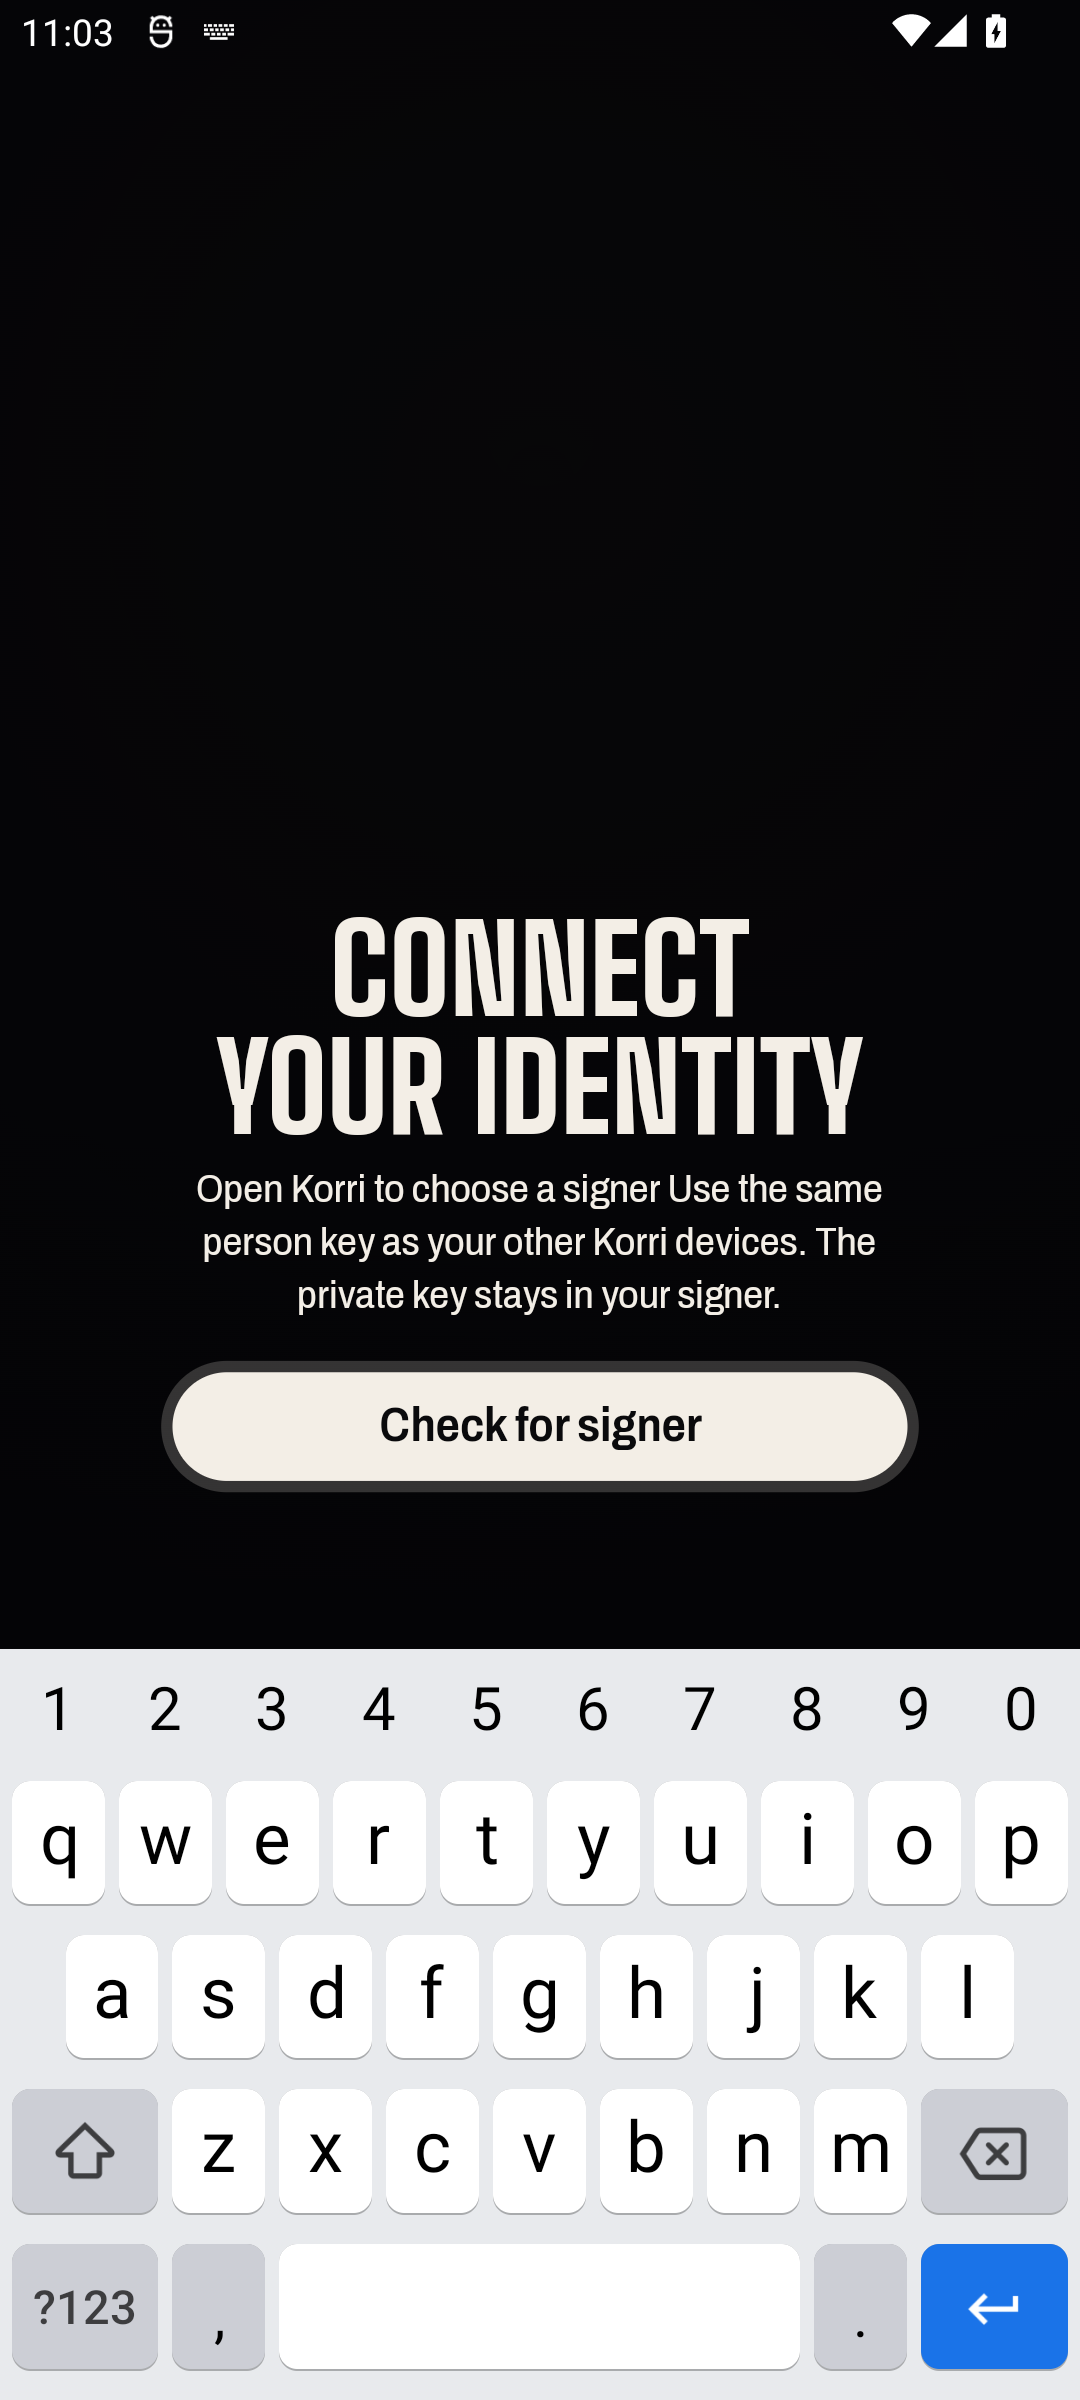 11:03
CONNECT
YOUR IDENTITY
Open Korri to choose a signer Use the same
person key as your other Korri devices. The
private key stays in your signer.
Check for signer
1 2 3 4 5 6 7 8 9 0
q w e r t y u i o p
a s d f g h j k l
z x c v b n m
?123 , .